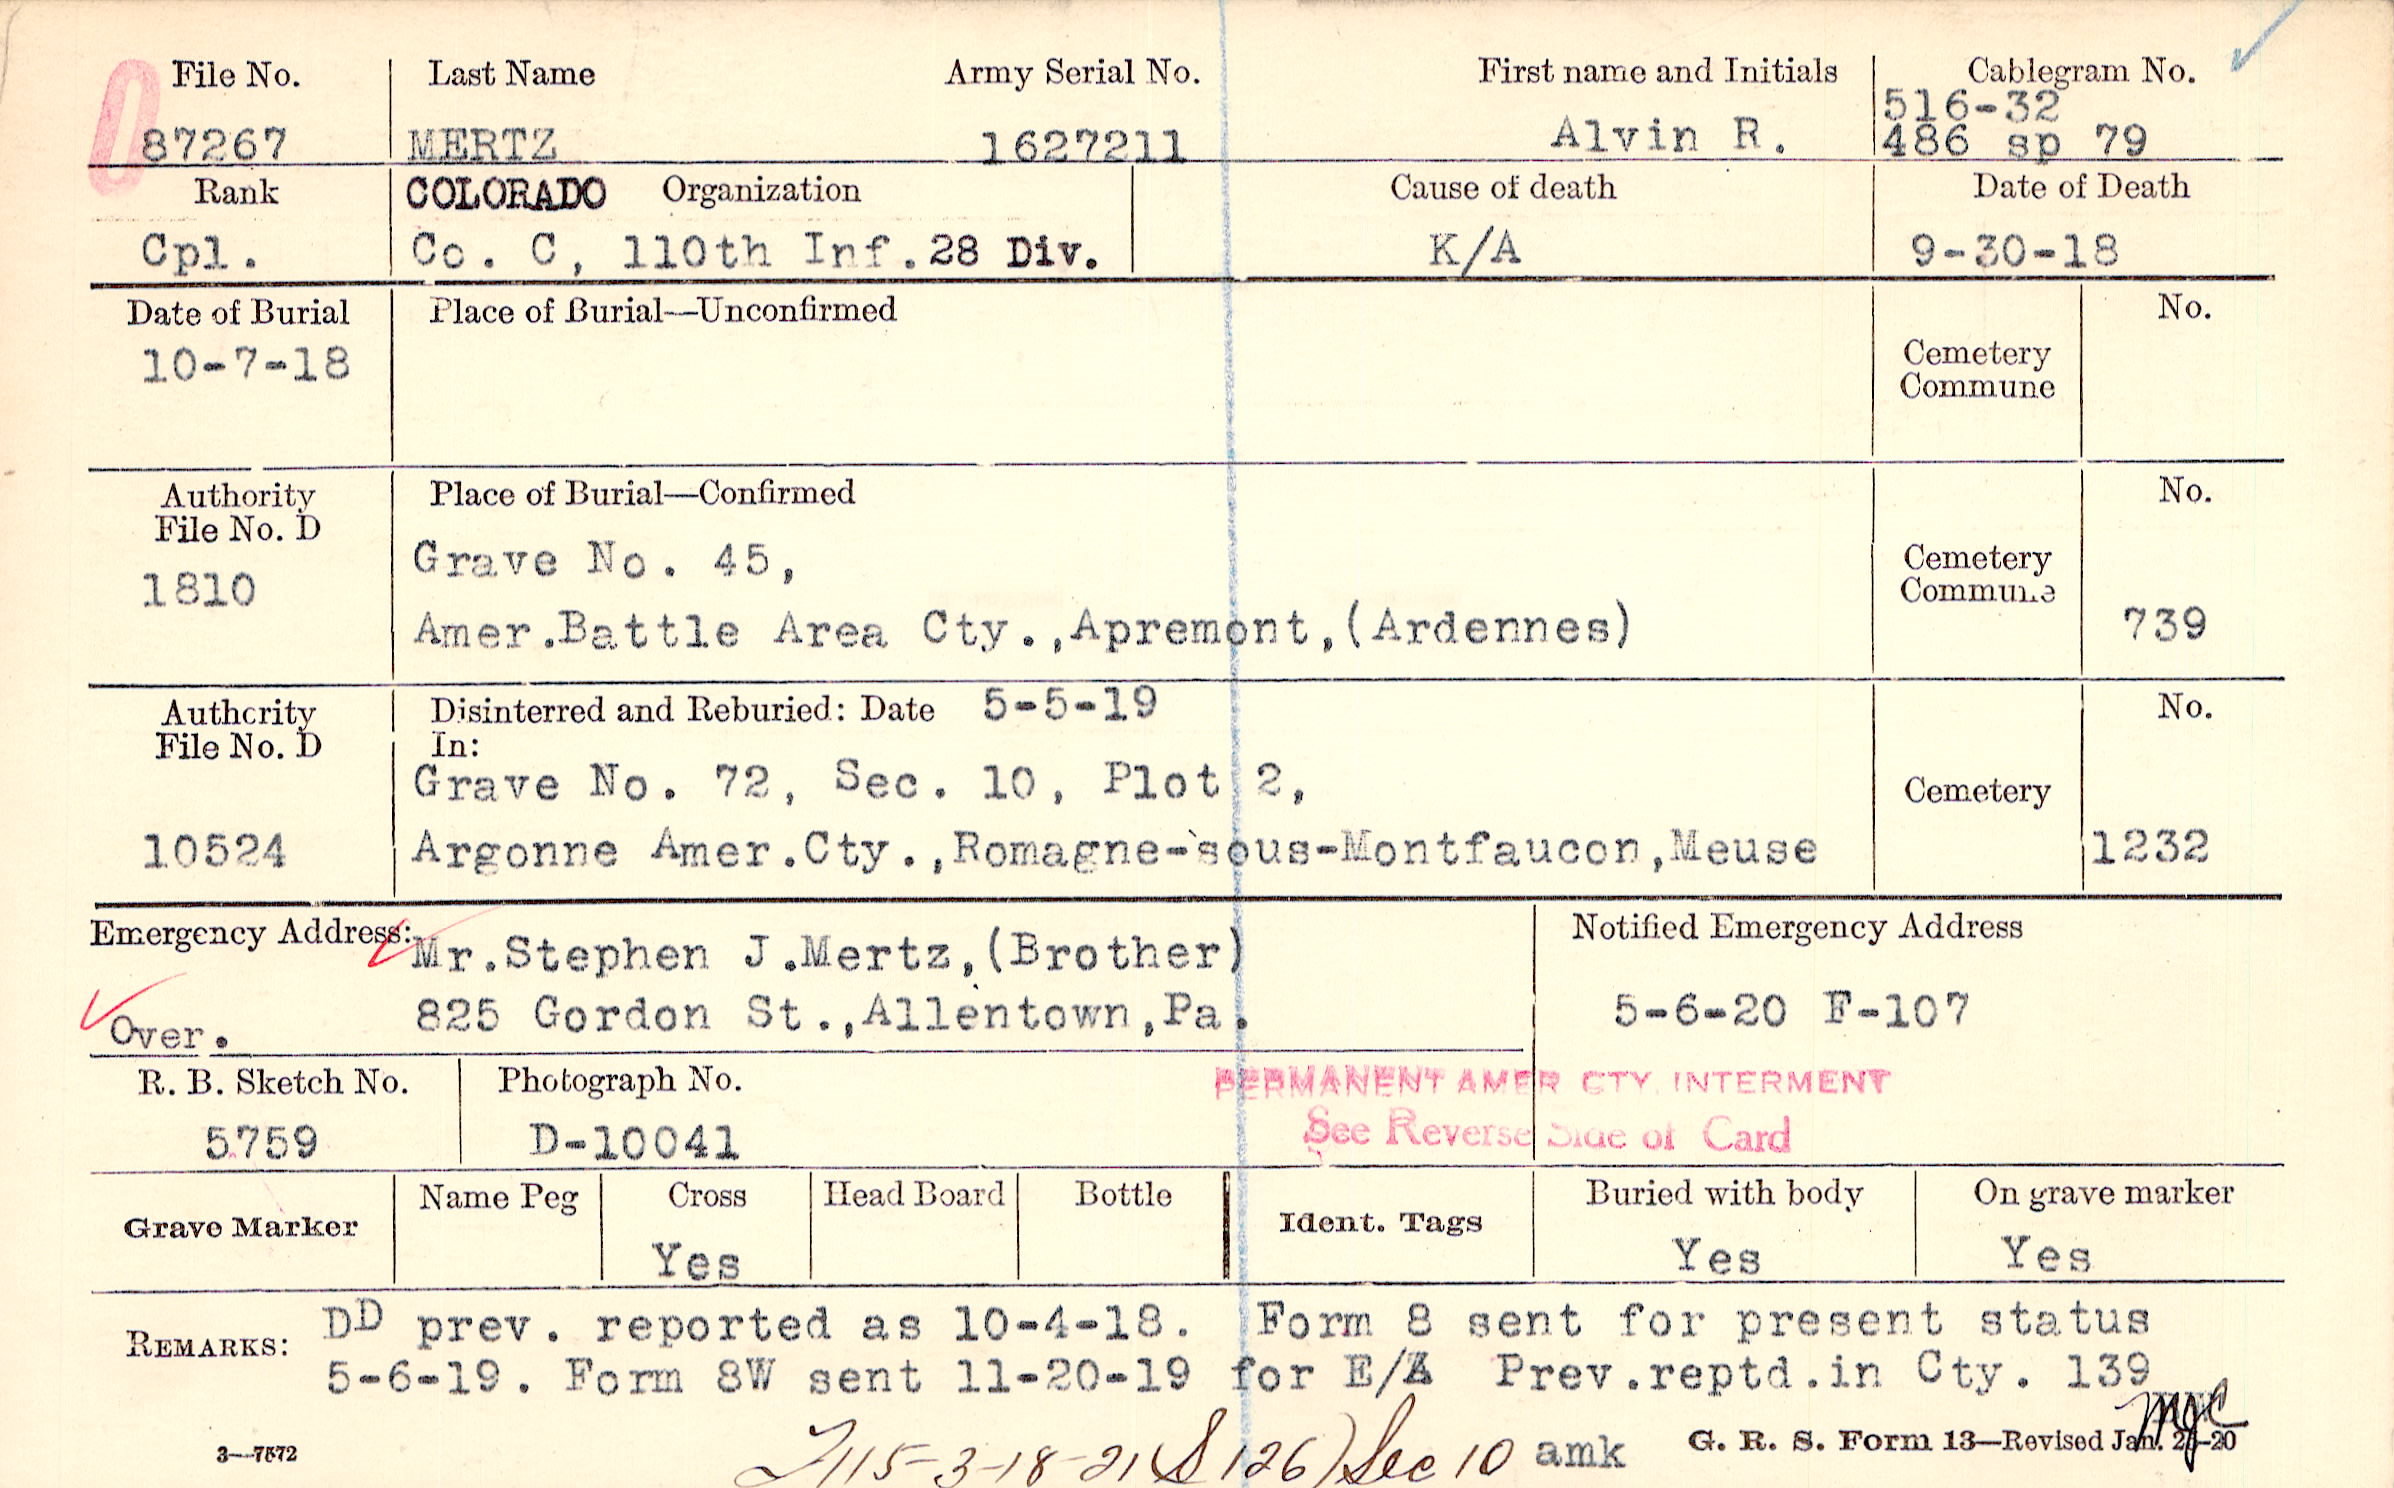 File No. Last Name Army Serial No. First name and Initials Cablegram No.
516-32
87267 MERTZ 1627211 Alvin R. 486 sp 79
Rank COLORADO Organization Cause of death Date of Death
Cpl. Co. C, 110th Inf. 28 Div. K/A 9-30-18
Date of Burial Place of Burial—Unconfirmed No.
10-7-18
Cemetery
Commune
Authority Place of Burial—Confirmed No.
File No. D
Grave No. 45,
1810 Cemetery
Commune
Amer.Battle Area Cty.,Apremont,(Ardennes) 739
Authority Disinterred and Reburied: Date 5-5-19 No.
File No. D In:
Grave No. 72, Sec. 10, Plot 2, Cemetery
10524 Argonne Amer.Cty.,Romagne-sous-Montfaucon,Meuse 1232
Emergency Address: Mr.Stephen J.Mertz,(Brother) Notified Emergency Address
Over. 825 Gordon St.,Allentown,Pa. 5-6-20 F-107
R. B. Sketch No. Photograph No. PERMANENT AMER CTY. INTERMENT
5759 D-10041 See Reverse Side of Card
Name Peg Cross Head Board Bottle Buried with body On grave marker
Grave Marker Ident. Tags
Yes Yes Yes
REMARKS: DD prev. reported as 10-4-18. Form 8 sent for present status
5-6-19. Form 8W sent 11-20-19 for E/A Prev.reptd.in Cty. 139
3—7572 115-3-18-21 (S 126) Sec 10 amk G. R. S. Form 13—Revised Jan.